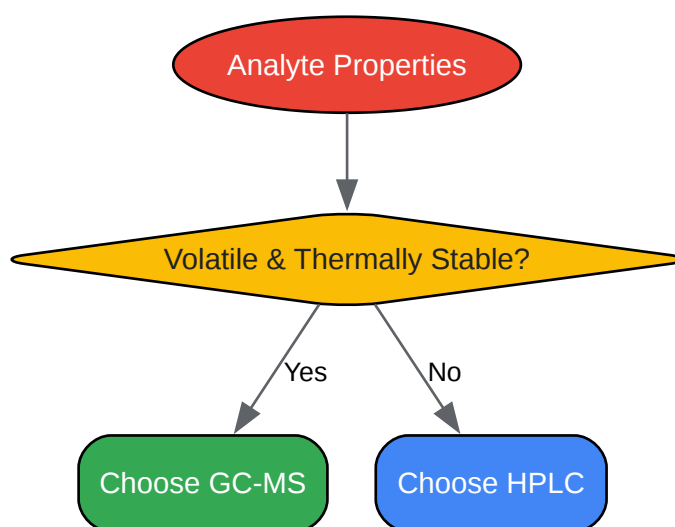 Analyte Properties
Volatile & Thermally Stable?
Yes
No
Choose GC-MS
Choose HPLC